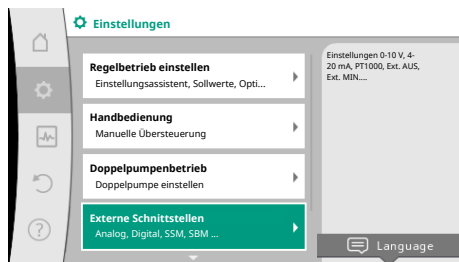 Einstellungen
Regelbetrieb einstellen
Einstellungsassistent, Sollwerte, Opti...
Handbedienung
Manuelle Übersteuerung
Doppelpumpenbetrieb
Doppelpumpe einstellen
Externe Schnittstellen
Analog, Digital, SSM, SBM ...
Einstellungen 0-10 V, 4-
20 mA, PT1000, Ext. AUS,
Ext. MIN....
Language